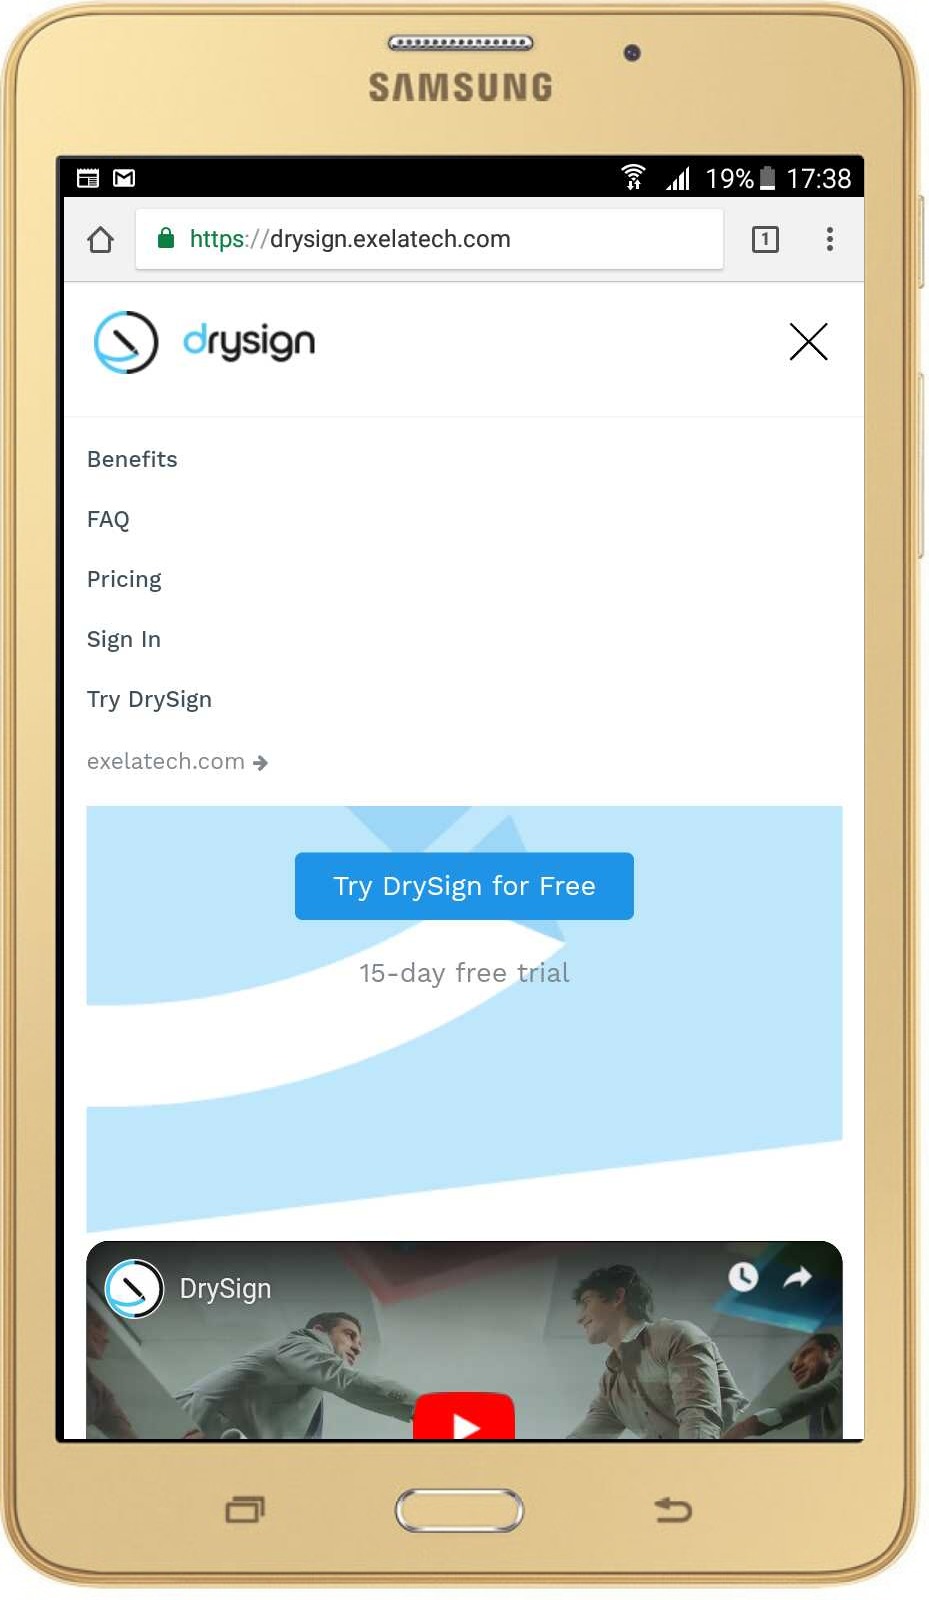 SAMSUNG
19% 17:38
https://drysign.exelatech.com 1
drysign
Benefits
FAQ
Pricing
Sign In
Try DrySign
exelatech.com
Try DrySign for Free
15-day free trial
DrySign